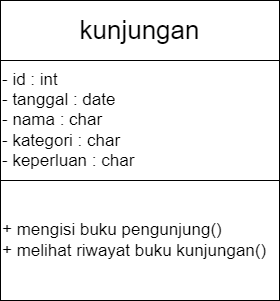 kunjungan
- id : int
- tanggal : date
- nama : char
- kategori : char
- keperluan : char
+ mengisi buku pengunjung()
+ melihat riwayat buku kunjungan()